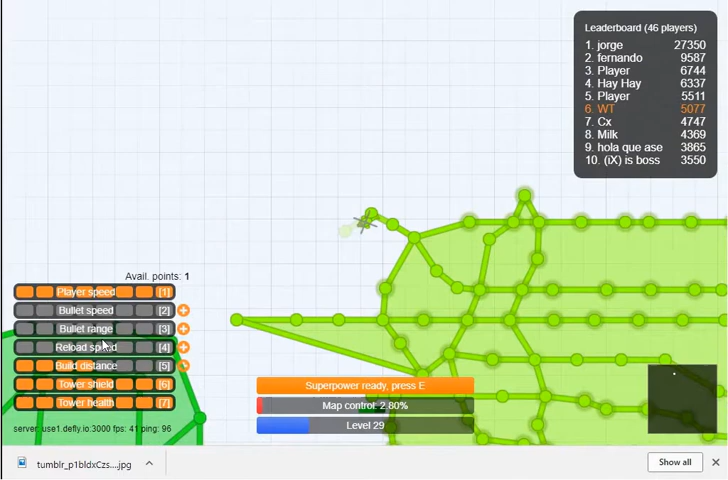 Leaderboard (46 players)
1. jorge 27350
2. fernando 9587
3. Player 6744
4. Hay Hay 6337
5. Player 5511
6. WT 5077
7. Cx 4747
8. Milk 4369
9. hola que ase 3865
10. (iX) is boss 3550
Avail. points: 1
Player speed [1]
Bullet speed [2]
Bullet range [3]
Reload speed [4]
Build distance [5]
Tower shield [6]
Tower health [7]
server: use1.defly.io:3000 fps: 41 ping: 96
Superpower ready, press E
Map control: 2.80%
Level 29
tumblr_p1bldxCzs....jpg
Show all